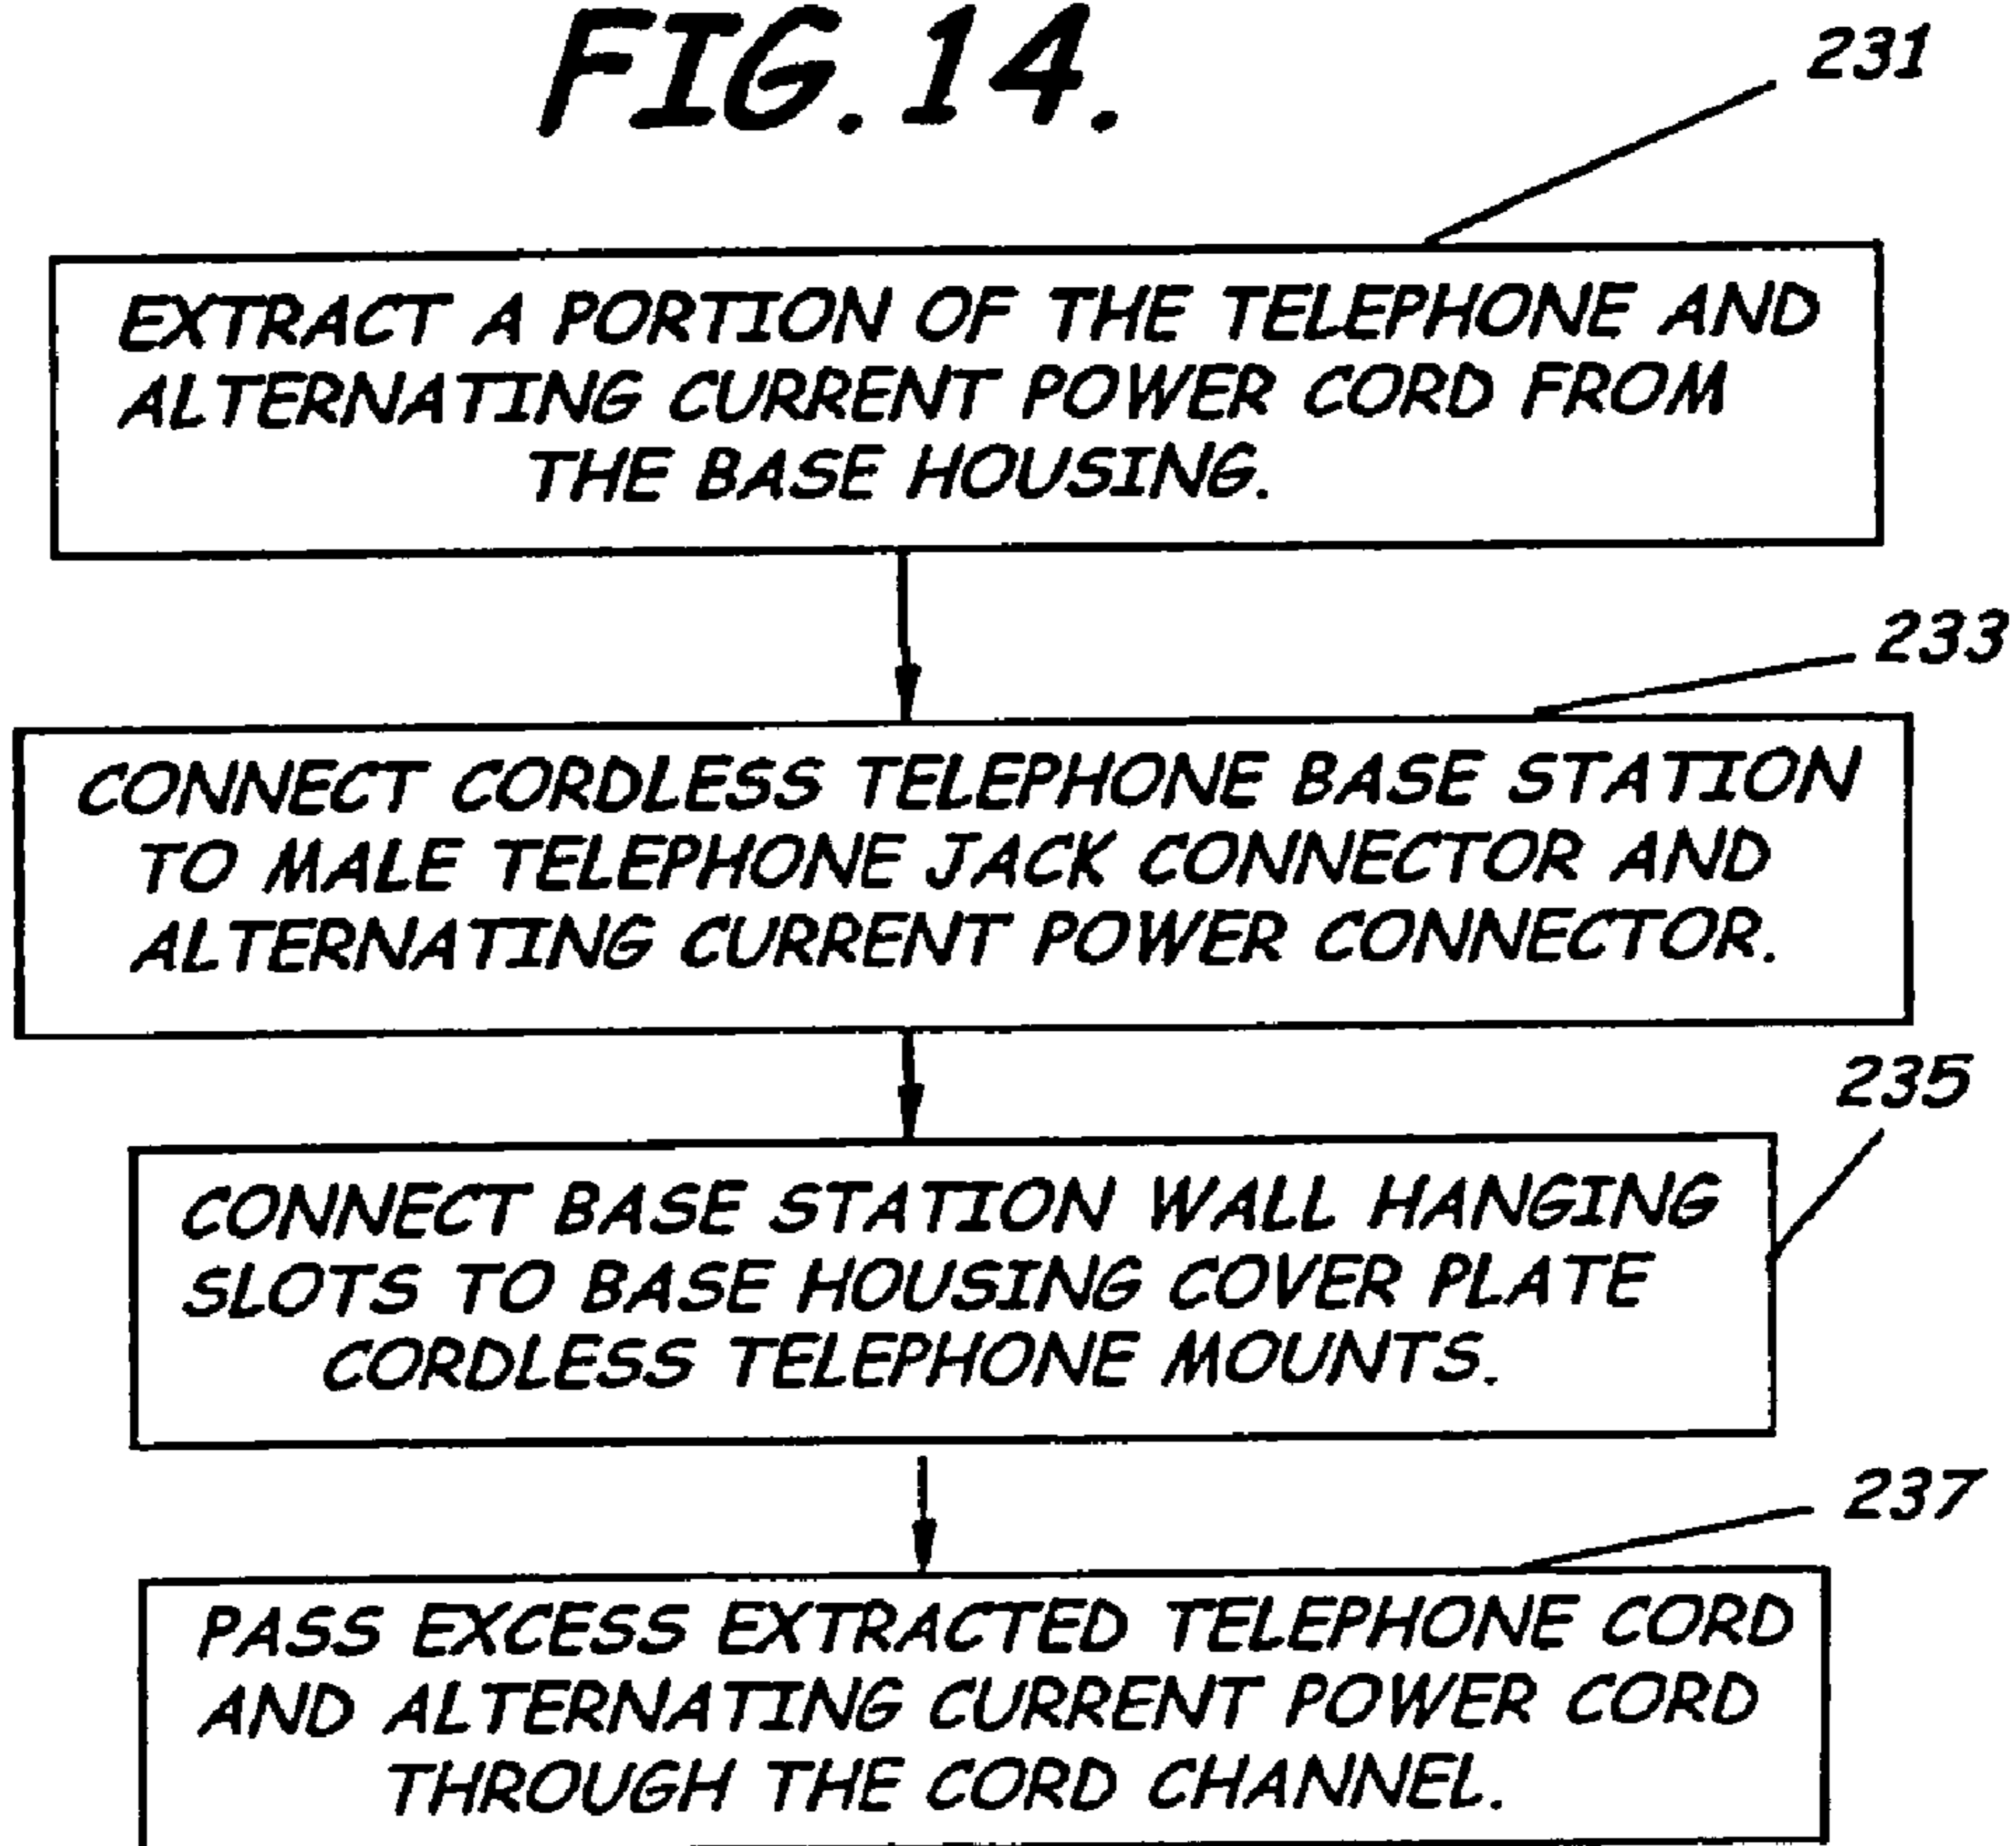 FIG. 14.
231
EXTRACT A PORTION OF THE TELEPHONE AND
ALTERNATING CURRENT POWER CORD FROM
THE BASE HOUSING.
233
CONNECT CORDLESS TELEPHONE BASE STATION
TO MALE TELEPHONE JACK CONNECTOR AND
ALTERNATING CURRENT POWER CONNECTOR.
235
CONNECT BASE STATION WALL HANGING
SLOTS TO BASE HOUSING COVER PLATE
CORDLESS TELEPHONE MOUNTS.
237
PASS EXCESS EXTRACTED TELEPHONE CORD
AND ALTERNATING CURRENT POWER CORD
THROUGH THE CORD CHANNEL.